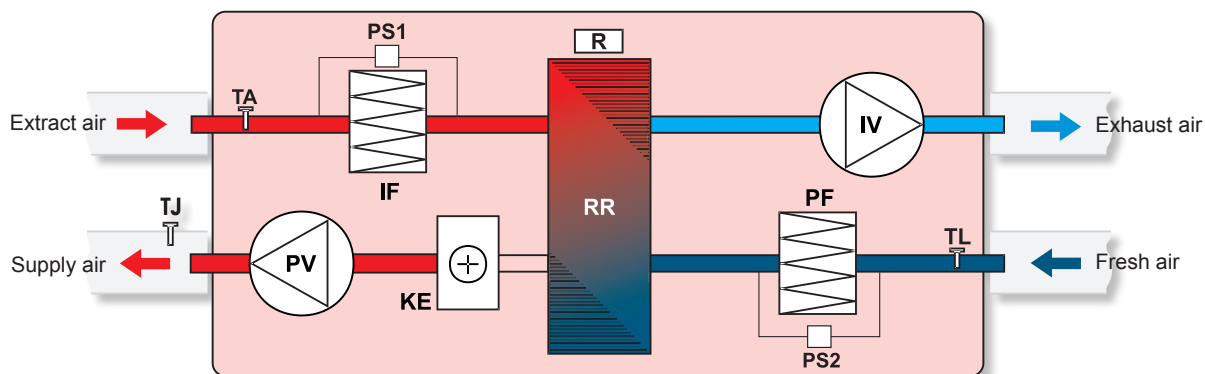 PS1
R
TA
Extract air
IV
Exhaust air
IF
TJ
RR
PF
TL
Supply air
PV
KE
Fresh air
PS2